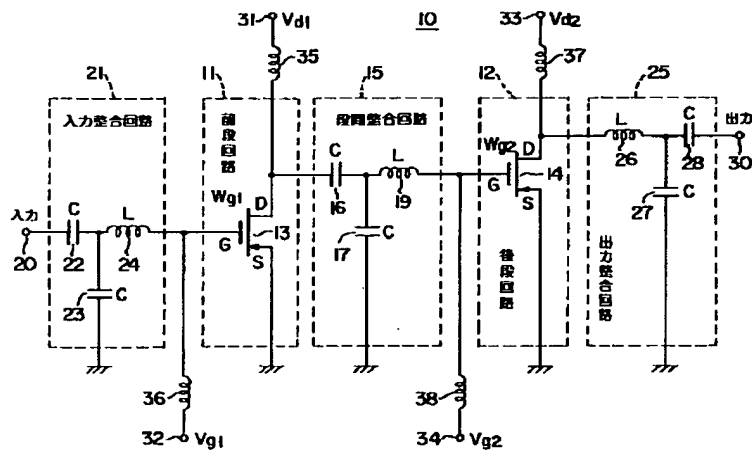 10
31 Vd1
33 Vd2
35
37
21
11
15
12
25
入力整合回路
前段回路
段間整合回路
後段回路
出力整合回路
入力
20
C
22
L
24
C
23
Wg1
D
G
S
13
C
16
L
19
C
17
Wg2
D
G
S
14
L
26
C
28
C
27
出力
30
36
38
32 Vg1
34 Vg2